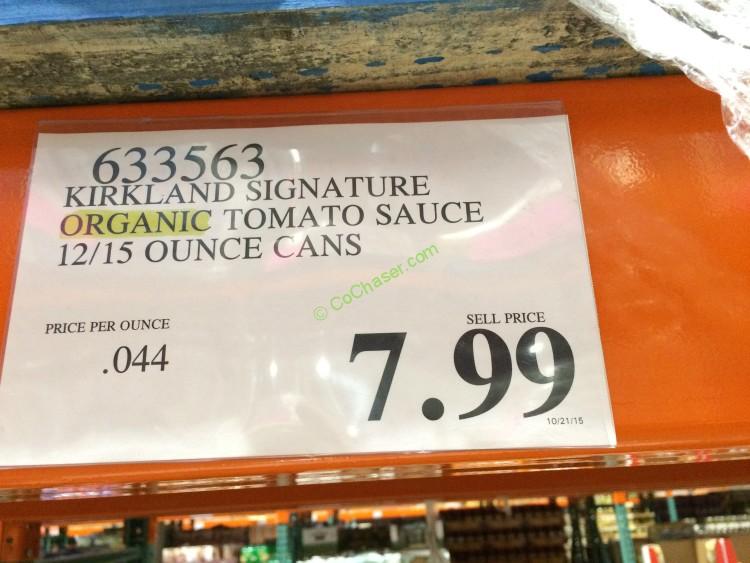 633563
KIRKLAND SIGNATURE
ORGANIC TOMATO SAUCE
12/15 OUNCE CANS
© CoChaser.com
PRICE PER OUNCE
.044
SELL PRICE
7.99
10/21/15